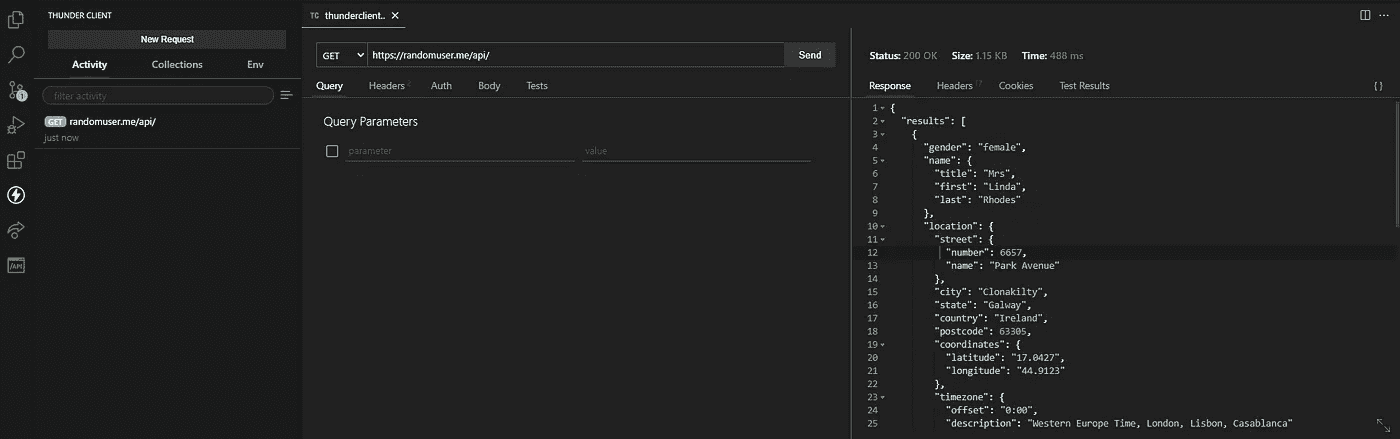 THUNDER CLIENT
New Request
Activity Collections Env
filter activity
GET randomuser.me/api/
just now
1
/API
TC thunderclient..
GET https://randomuser.me/api/ Send
Query Headers 2 Auth Body Tests
Query Parameters
parameter value
Status: 200 OK Size: 1.15 KB Time: 488 ms
Response Headers 17 Cookies Test Results {}
1 {
2 "results": [
3 {
4 "gender": "female",
5 "name": {
6 "title": "Mrs",
7 "first": "Linda",
8 "last": "Rhodes"
9 },
10 "location": {
11 "street": {
12 "number": 6657,
13 "name": "Park Avenue"
14 },
15 "city": "Clonakilty",
16 "state": "Galway",
17 "country": "Ireland",
18 "postcode": 63305,
19 "coordinates": {
20 "latitude": "17.0427",
21 "longitude": "44.9123"
22 },
23 "timezone": {
24 "offset": "0:00",
25 "description": "Western Europe Time, London, Lisbon, Casablanca"